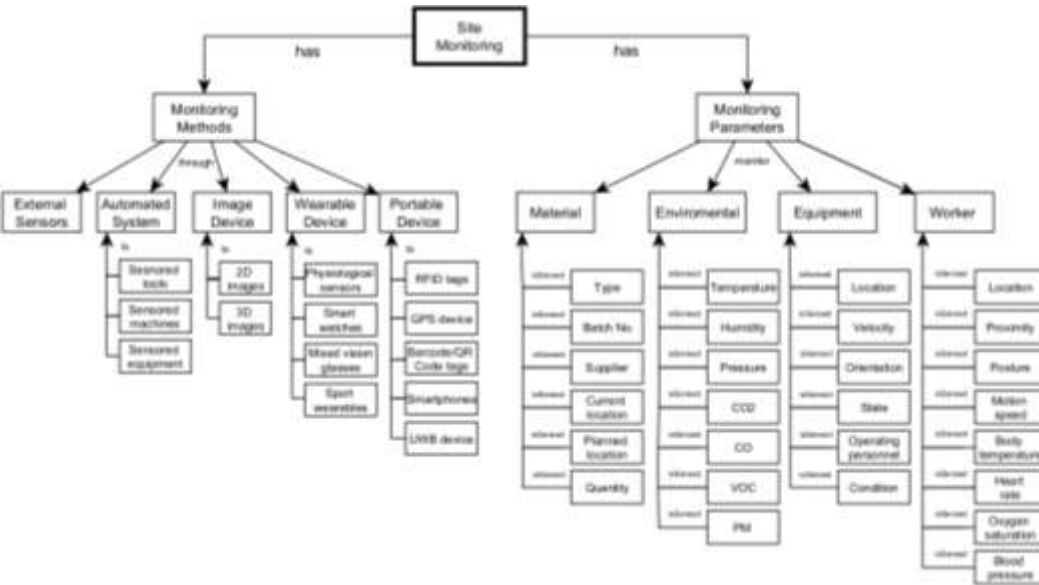 Site
Monitoring
has
has
Monitoring
Methods
Monitoring
Parameters
through
monitor
External
Sensors
Automated
System
Image
Device
Wearable
Device
Portable
Device
Material
Enviromental
Equipment
Worker
is
is
is
is
tools
Sensored
machines
Sensored
equipment
2D
images
3D
images
Physiological
sensors
Smart
watches
Mixed vision
glasses
Sport
wearables
RFID tags
GPS device
Barcode/QR
Code tags
Smartphones
UWB device
Type
Batch No.
Supplier
Current
location
Planned
location
Quantity
Temperature
Humidity
Pressure
CO2
CO
VOC
PM
Location
Velocity
Orientation
State
Operating
personnel
Condition
Location
Proximity
Posture
Motion
speed
Body
temperature
Heart
rate
Oxygen
saturation
Blood
pressure